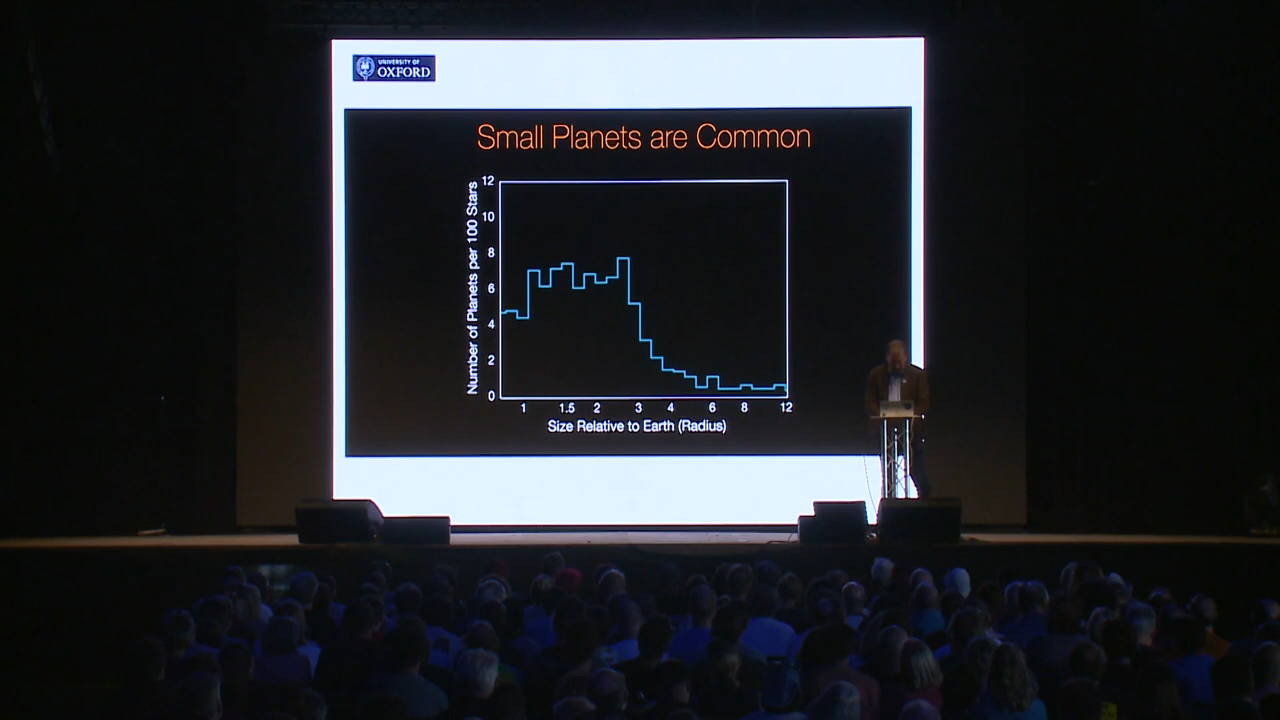 UNIVERSITY OF
OXFORD
Small Planets are Common
Number of Planets per 100 Stars
12
10
8
6
4
2
0
1 1.5 2 3 4 6 8 12
Size Relative to Earth (Radius)